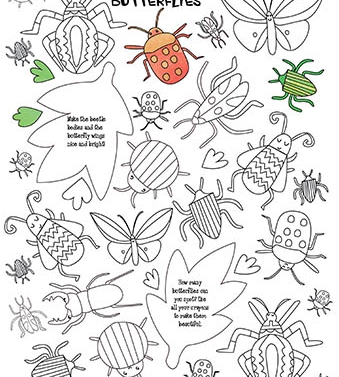 BUTTERFLIES
Make the beetle
bodies and the
butterfly wings
nice and bright!
How many
butterflies can
you spot? Use
all your crayons
to make them
beautiful.